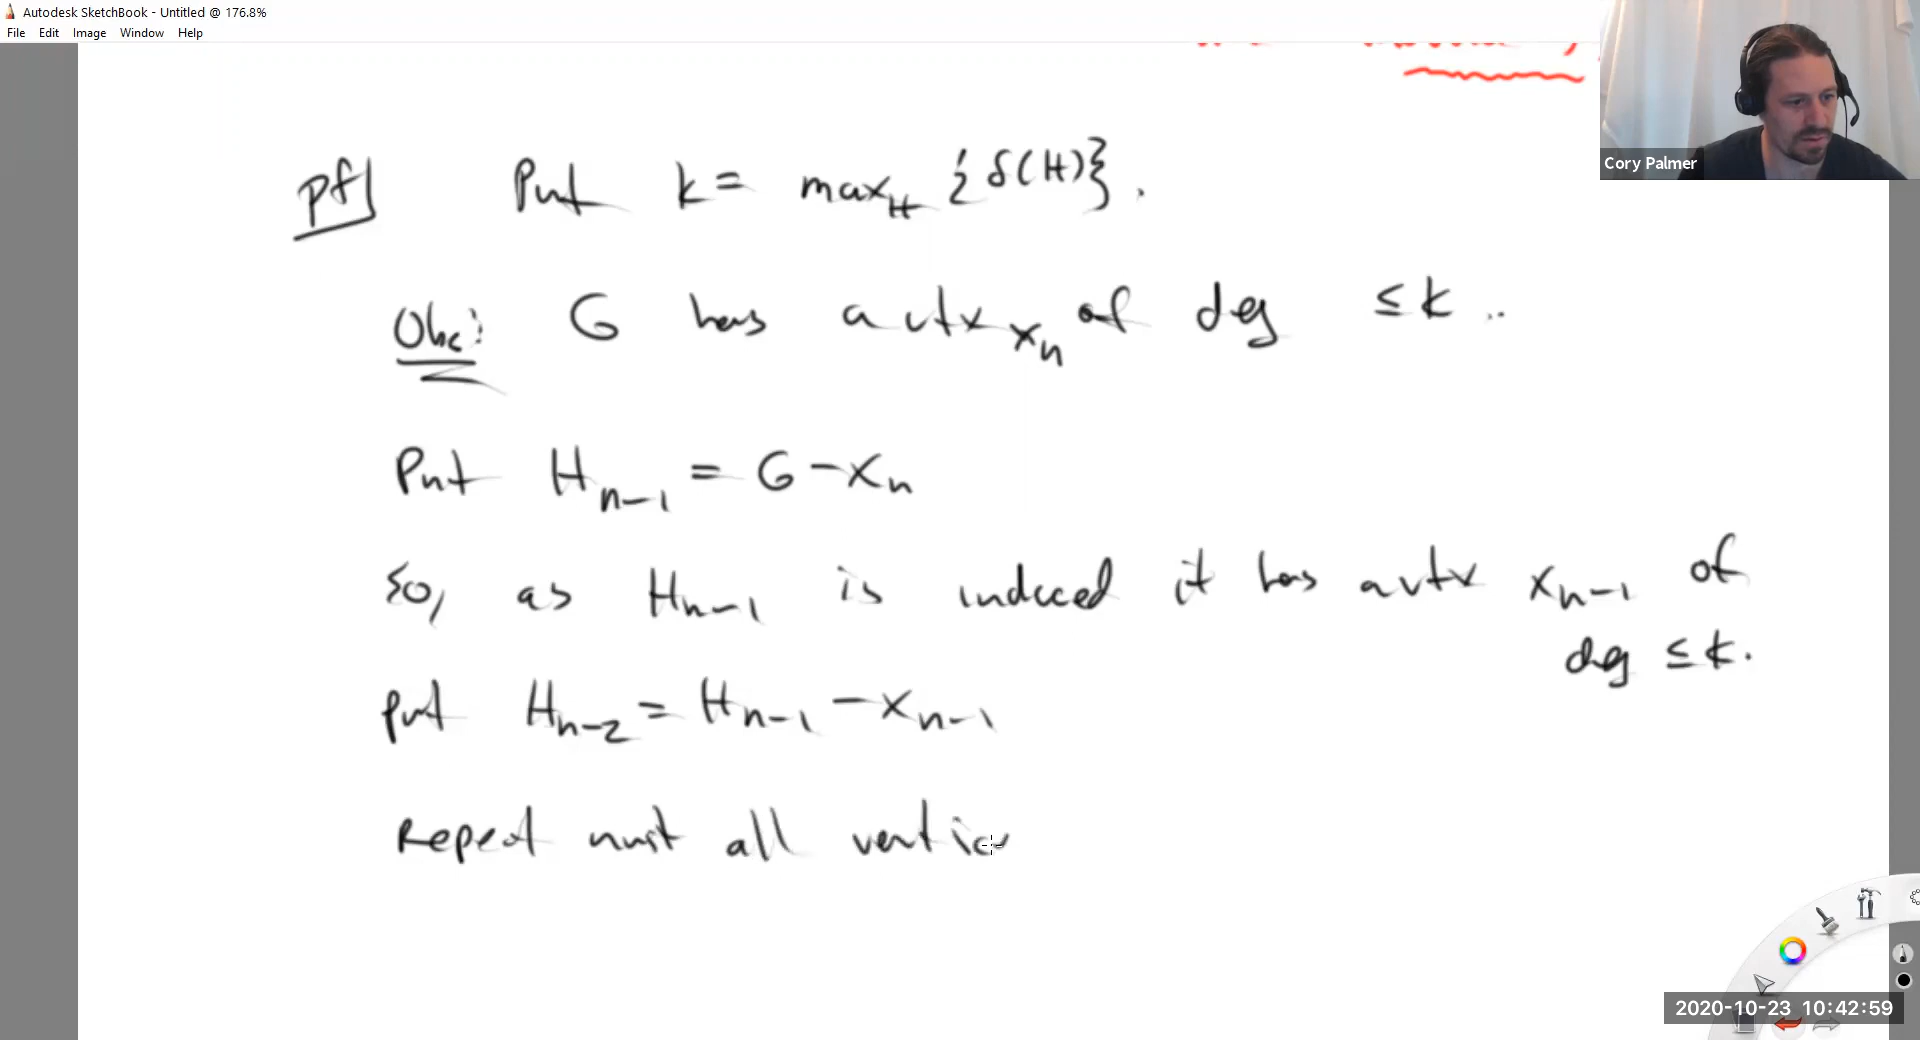 Autodesk SketchBook - Untitled @ 176.8%
File Edit Image Window Help
Cory Palmer
pf] Put k = max_H {δ(H)}.
Obs: G has a vtx x_n of deg ≤ k.
Put H_{n-1} = G - x_n
So, as H_{n-1} is induced it has a vtx x_{n-1} of
deg ≤ k.
put H_{n-2} = H_{n-1} - x_{n-1}
Repeat all vertic
2020-10-23 10:42:59